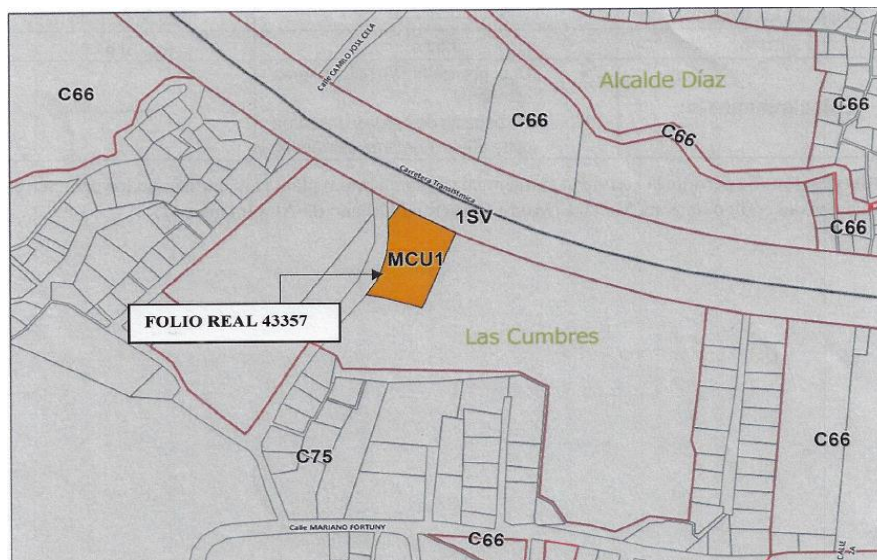 Calle CAMILO JOSE CELA
Alcalde Díaz
C66
C66
C66
C66
Carretera Transístmica
1SV
C66
MCU1
FOLIO REAL 43357
Las Cumbres
C75
C66
Calle MARIANO FORTUNY
C66
CALLE